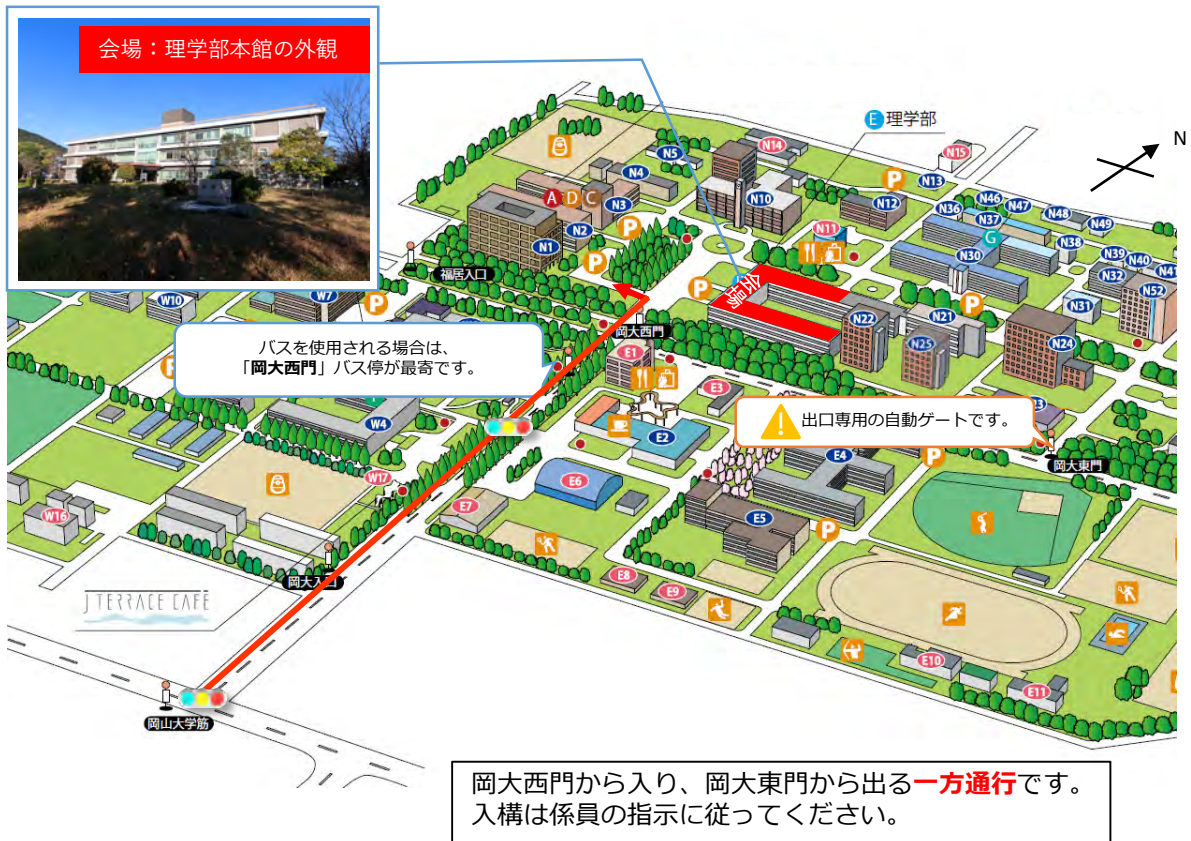 会場：理学部本館の外観
E 理学部
N
N14
N15
N5
N4
N13
A D C
N3
N10
N12
N36
N46
N47
N37
N48
N49
G
N2
N1
N11
N30
N38
N39
N40
N41
N32
N52
N31
P
P
P
P
P
福居入口
W10
W7
P
会場
N22
N21
N25
N24
岡大西門
バスを使用される場合は、
「岡大西門」バス停が最寄です。
E1
E3
出口専用の自動ゲートです。
岡大東門
W4
E2
E4
P
W17
E6
E7
E5
P
W16
岡大入口
E8
E9
J TERRACE CAFÉ
E10
E11
岡山大学筋
岡大西門から入り、岡大東門から出る一方通行です。
入構は係員の指示に従ってください。